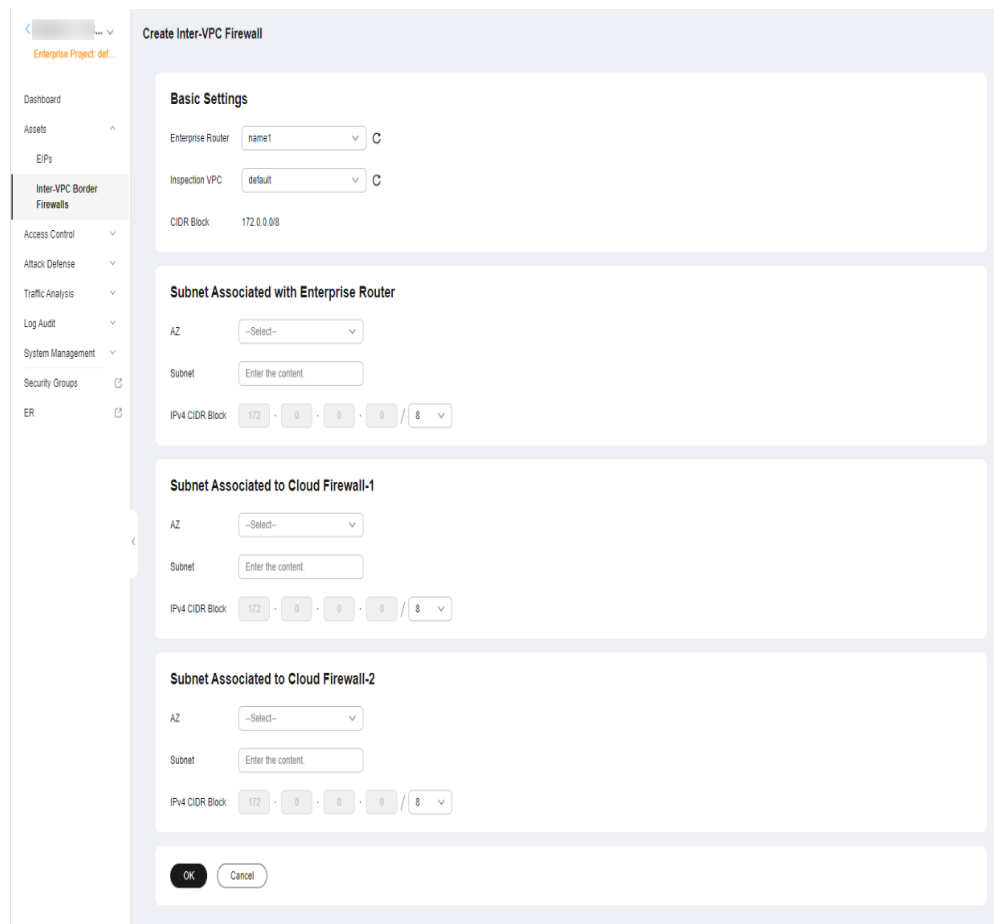 Enterprise Project: def...
Dashboard
Assets
EIPs
Inter-VPC Border
Firewalls
Access Control
Attack Defense
Traffic Analysis
Log Audit
System Management
Security Groups
ER
Create Inter-VPC Firewall
Basic Settings
Enterprise Router name1
Inspection VPC default
CIDR Block 172.0.0.0/8
Subnet Associated with Enterprise Router
AZ --Select--
Subnet Enter the content.
IPv4 CIDR Block 172 . 0 . 0 . 0 / 8
Subnet Associated to Cloud Firewall-1
AZ --Select--
Subnet Enter the content.
IPv4 CIDR Block 172 . 0 . 0 . 0 / 8
Subnet Associated to Cloud Firewall-2
AZ --Select--
Subnet Enter the content.
IPv4 CIDR Block 172 . 0 . 0 . 0 / 8
OK Cancel